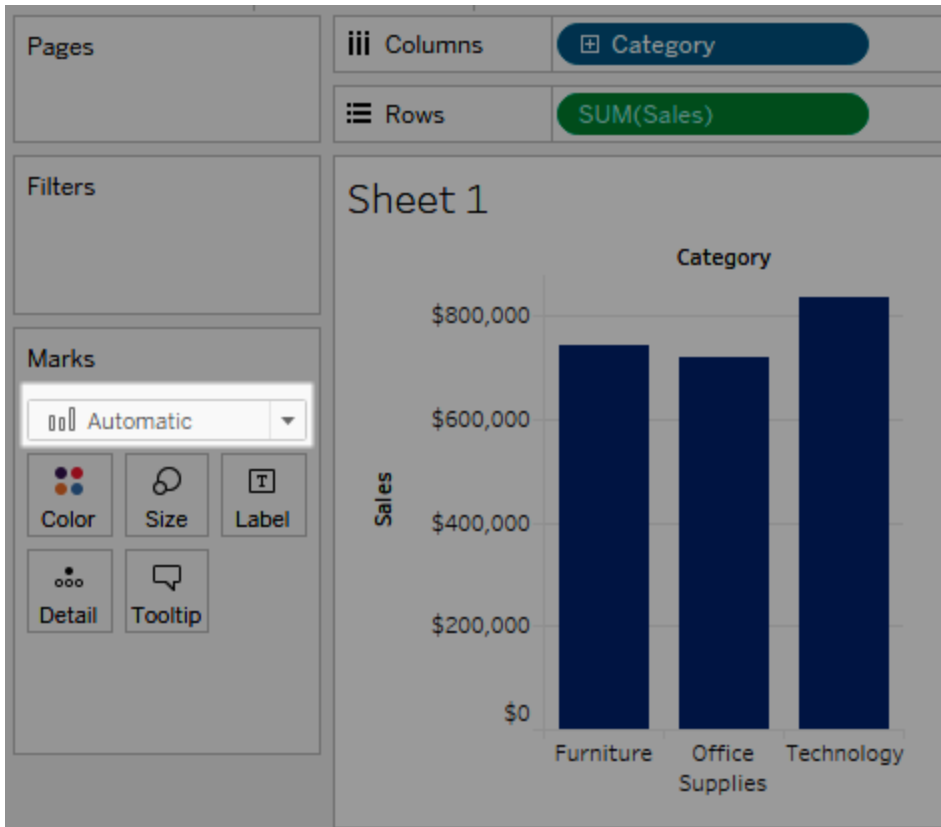 Pages
Columns
Category
Rows
SUM(Sales)
Filters
Sheet 1
Category
$800,000
$600,000
$400,000
$200,000
$0
Sales
Furniture
Office
Supplies
Technology
Marks
Automatic
Color
Size
T
Label
Detail
Tooltip